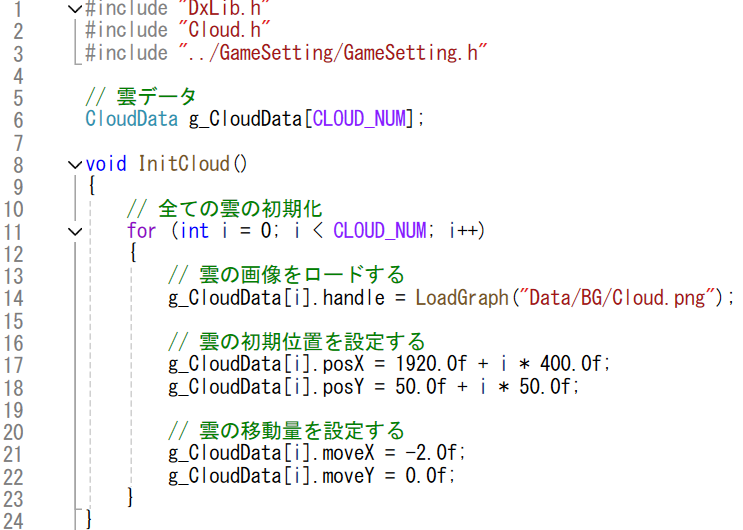 1 #include "DxLib.h"
2 #include "Cloud.h"
3 #include "../GameSetting/GameSetting.h"
4
5 // 雲データ
6 CloudData g_CloudData[CLOUD_NUM];
7
8 void InitCloud()
9 {
10 // 全ての雲の初期化
11 for (int i = 0; i < CLOUD_NUM; i++)
12 {
13 // 雲の画像をロードする
14 g_CloudData[i].handle = LoadGraph("Data/BG/Cloud.png");
15
16 // 雲の初期位置を設定する
17 g_CloudData[i].posX = 1920.0f + i * 400.0f;
18 g_CloudData[i].posY = 50.0f + i * 50.0f;
19
20 // 雲の移動量を設定する
21 g_CloudData[i].moveX = -2.0f;
22 g_CloudData[i].moveY = 0.0f;
23 }
24 }